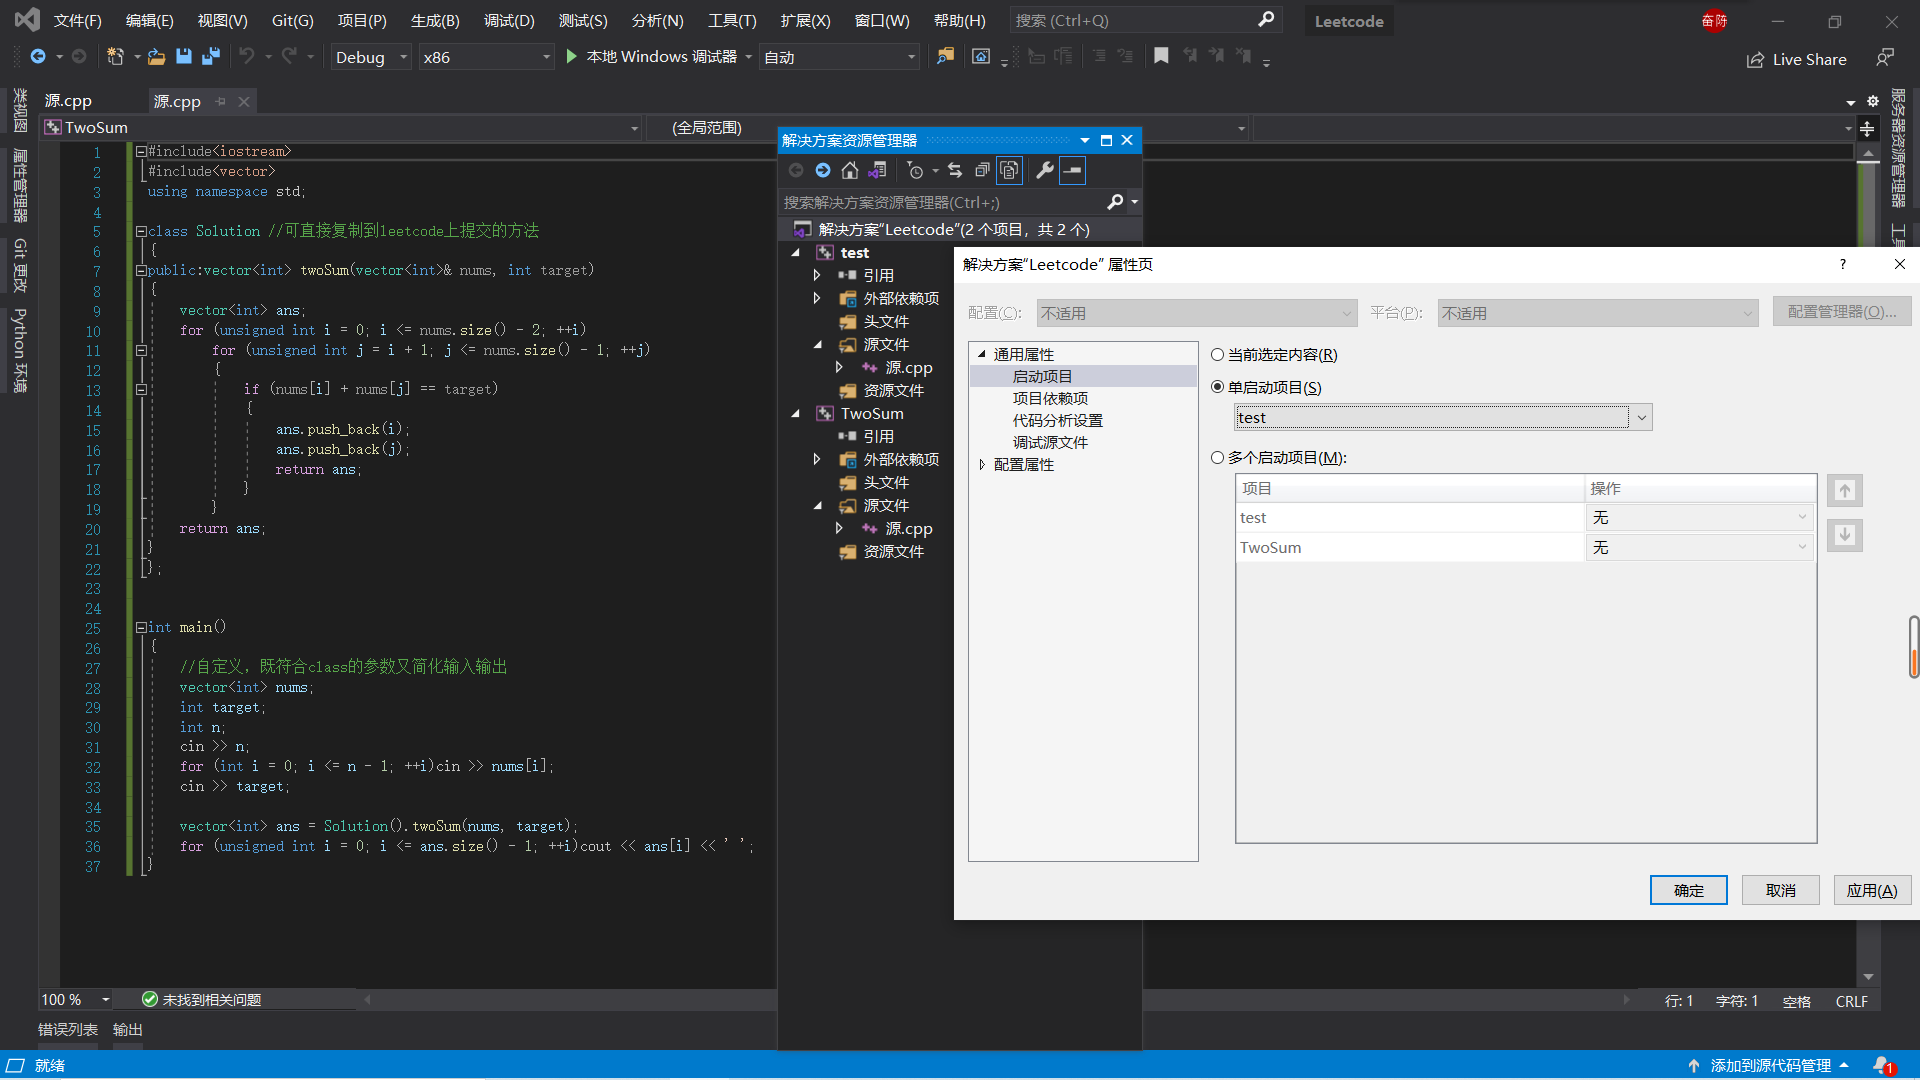 文件(F) 编辑(E) 视图(V) Git(G) 项目(P) 生成(B) 调试(D) 测试(S) 分析(N) 工具(T) 扩展(X) 窗口(W) 帮助(H) 搜索 (Ctrl+Q) Leetcode 奋防
Debug x86 本地 Windows 调试器 自动 Live Share
类视图
属性管理器
Git 更改
Python 环境
源.cpp 源.cpp
TwoSum (全局范围)
1 #include<iostream>
2 #include<vector>
3 using namespace std;
4
5 class Solution //可直接复制到leetcode上提交的方法
6 {
7 public:vector<int> twoSum(vector<int>& nums, int target)
8 {
9 vector<int> ans;
10 for (unsigned int i = 0; i <= nums.size() - 2; ++i)
11 for (unsigned int j = i + 1; j <= nums.size() - 1; ++j)
12 {
13 if (nums[i] + nums[j] == target)
14 {
15 ans.push_back(i);
16 ans.push_back(j);
17 return ans;
18 }
19 }
20 return ans;
21 }
22 };
23
24
25 int main()
26 {
27 //自定义，既符合class的参数又简化输入输出
28 vector<int> nums;
29 int target;
30 int n;
31 cin >> n;
32 for (int i = 0; i <= n - 1; ++i)cin >> nums[i];
33 cin >> target;
34
35 vector<int> ans = Solution().twoSum(nums, target);
36 for (unsigned int i = 0; i <= ans.size() - 1; ++i)cout << ans[i] << ' ';
37 }
解决方案资源管理器
搜索解决方案资源管理器(Ctrl+;)
解决方案"Leetcode"(2 个项目，共 2 个)
test
引用
外部依赖项
头文件
源文件
源.cpp
资源文件
TwoSum
引用
外部依赖项
头文件
源文件
源.cpp
资源文件
服务器资源管理器
解决方案"Leetcode" 属性页 ?
配置(C): 不适用 平台(P): 不适用 配置管理器(O)...
通用属性
启动项目
项目依赖项
代码分析设置
调试源文件
配置属性
当前选定内容(R)
单启动项目(S)
test
多个启动项目(M):
项目 操作
test 无
TwoSum 无
确定 取消 应用(A)
100 % 未找到相关问题 行: 1 字符: 1 空格 CRLF
错误列表 输出
就绪 添加到源代码管理 1